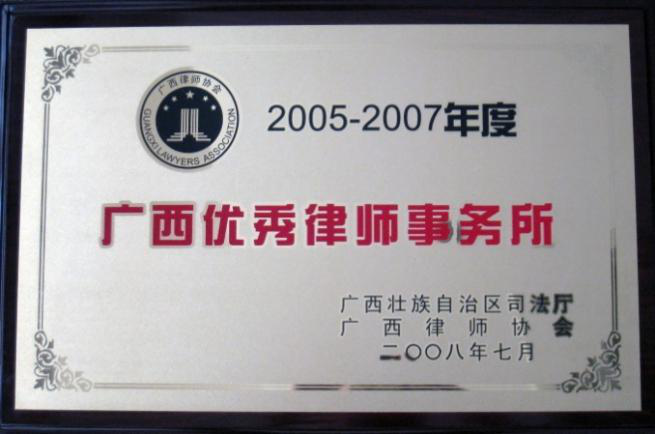 广西律师协会
GUANGXI LAWYERS ASSOCIATION
2005-2007年度
广西优秀律师事务所
广西壮族自治区司法厅
广西律师协会
二〇〇八年七月